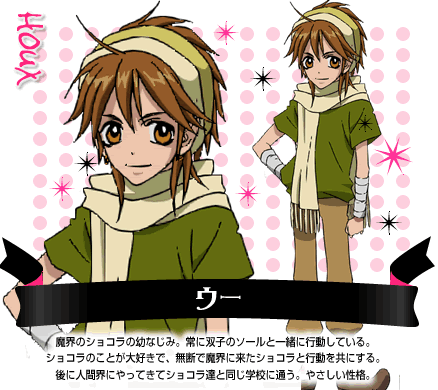 Houx
ウー
魔界のショコラの幼なじみ。常に双子のソールと一緒に行動している。
ショコラのことが大好きで、無断で魔界に来たショコラと行動を共にする。
後に人間界にやってきてショコラ達と同じ学校に通う。やさしい性格。